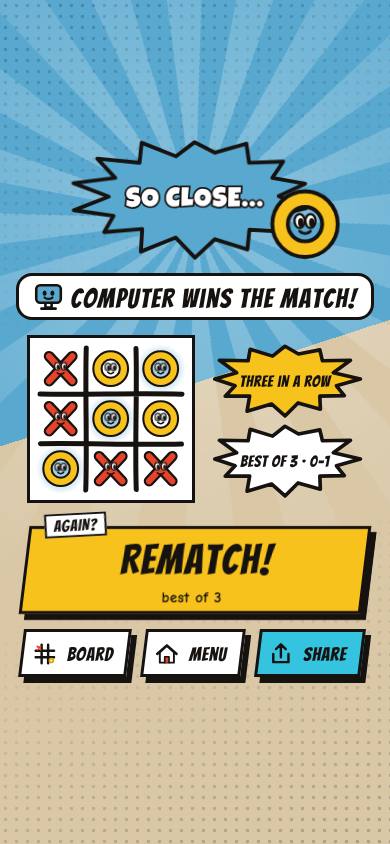 SO CLOSE...
COMPUTER WINS THE MATCH!
THREE IN A ROW
BEST OF 3 · 0-1
AGAIN?
REMATCH!
best of 3
BOARD
MENU
SHARE